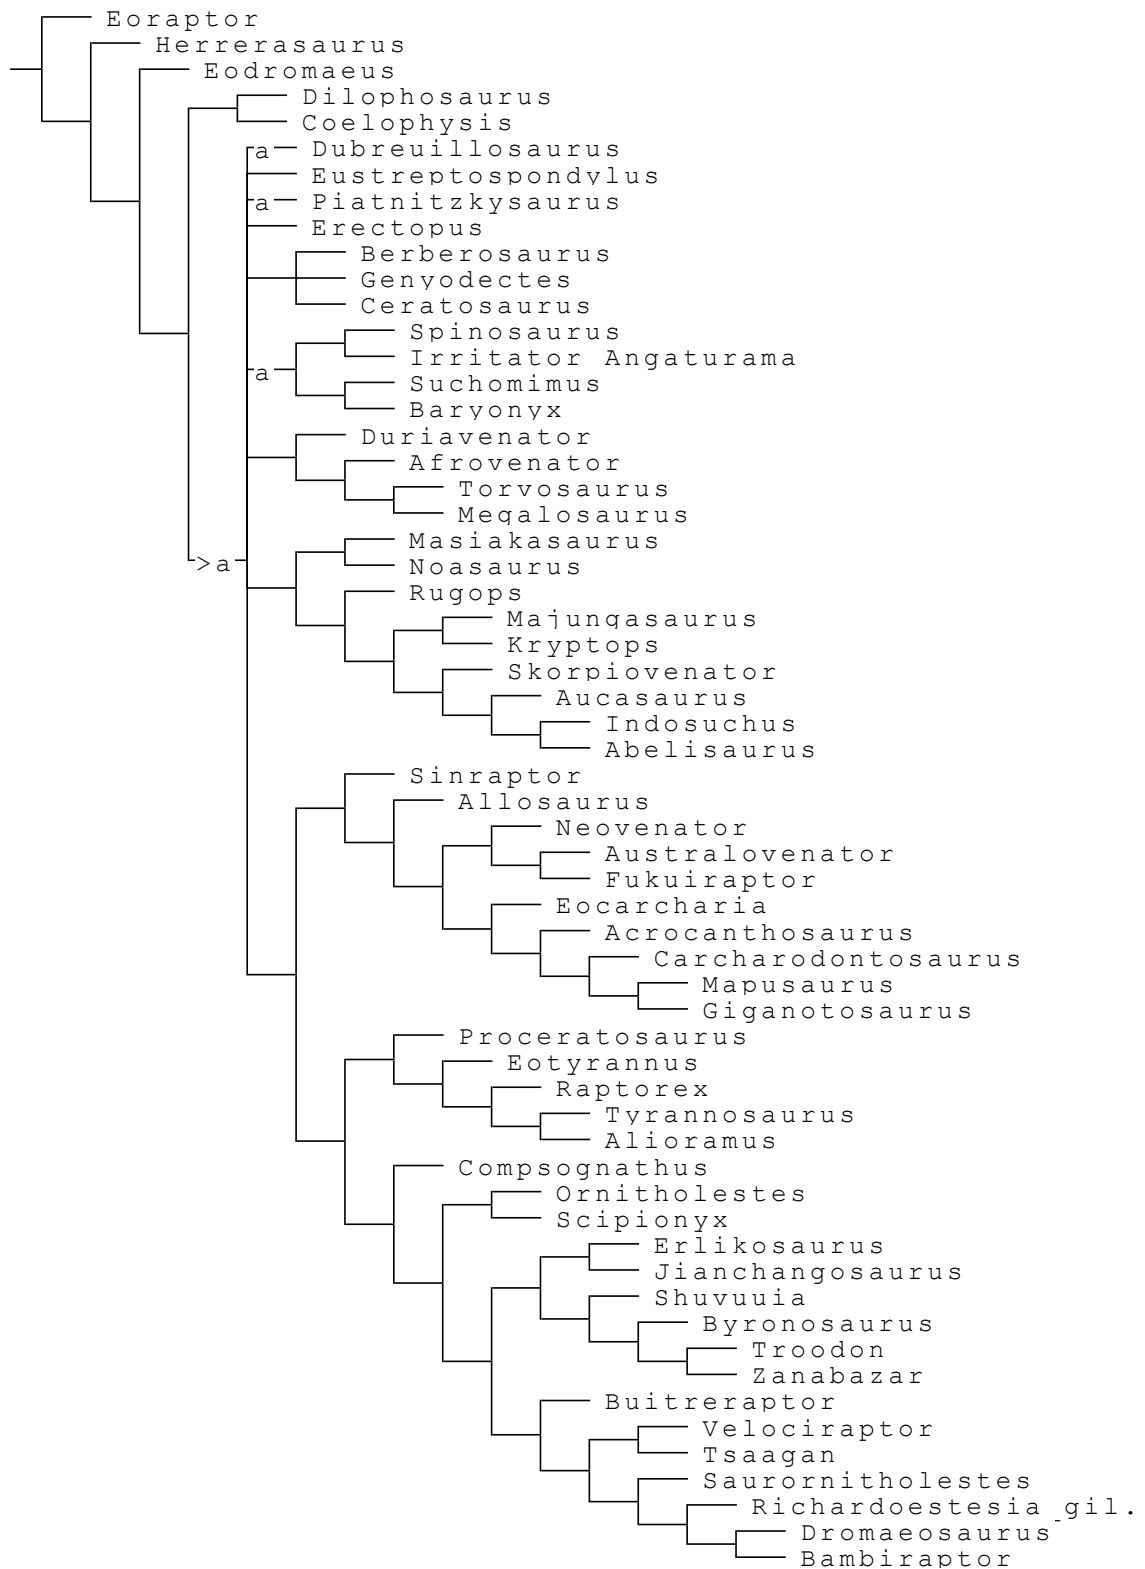 Eoraptor
Herrerasaurus
Eodromaeus
Dilophosaurus
Coelophysis
a Dubreuillosaurus
Eustreptospondylus
a Piatnitzkysaurus
Erectopus
Berberosaurus
Genyodectes
Ceratosaurus
Spinosaurus
Irritator Angaturama
a
Suchomimus
Baryonyx
Duriavenator
Afrovenator
Torvosaurus
Megalosaurus
Masiakasaurus
>a Noasaurus
Rugops
Majungasaurus
Kryptops
Skorpiovenator
Aucasaurus
Indosuchus
Abelisaurus
Sinraptor
Allosaurus
Neovenator
Australovenator
Fukuiraptor
Eocarcharia
Acrocanthosaurus
Carcharodontosaurus
Mapusaurus
Giganotosaurus
Proceratosaurus
Eotyrannus
Raptorex
Tyrannosaurus
Alioramus
Compsognathus
Ornitholestes
Scipionyx
Erlikosaurus
Jianchangosaurus
Shuvuuia
Byronosaurus
Troodon
Zanabazar
Buitreraptor
Velociraptor
Tsaagan
Saurornitholestes
Richardoestesia_gil.
Dromaeosaurus
Bambiraptor